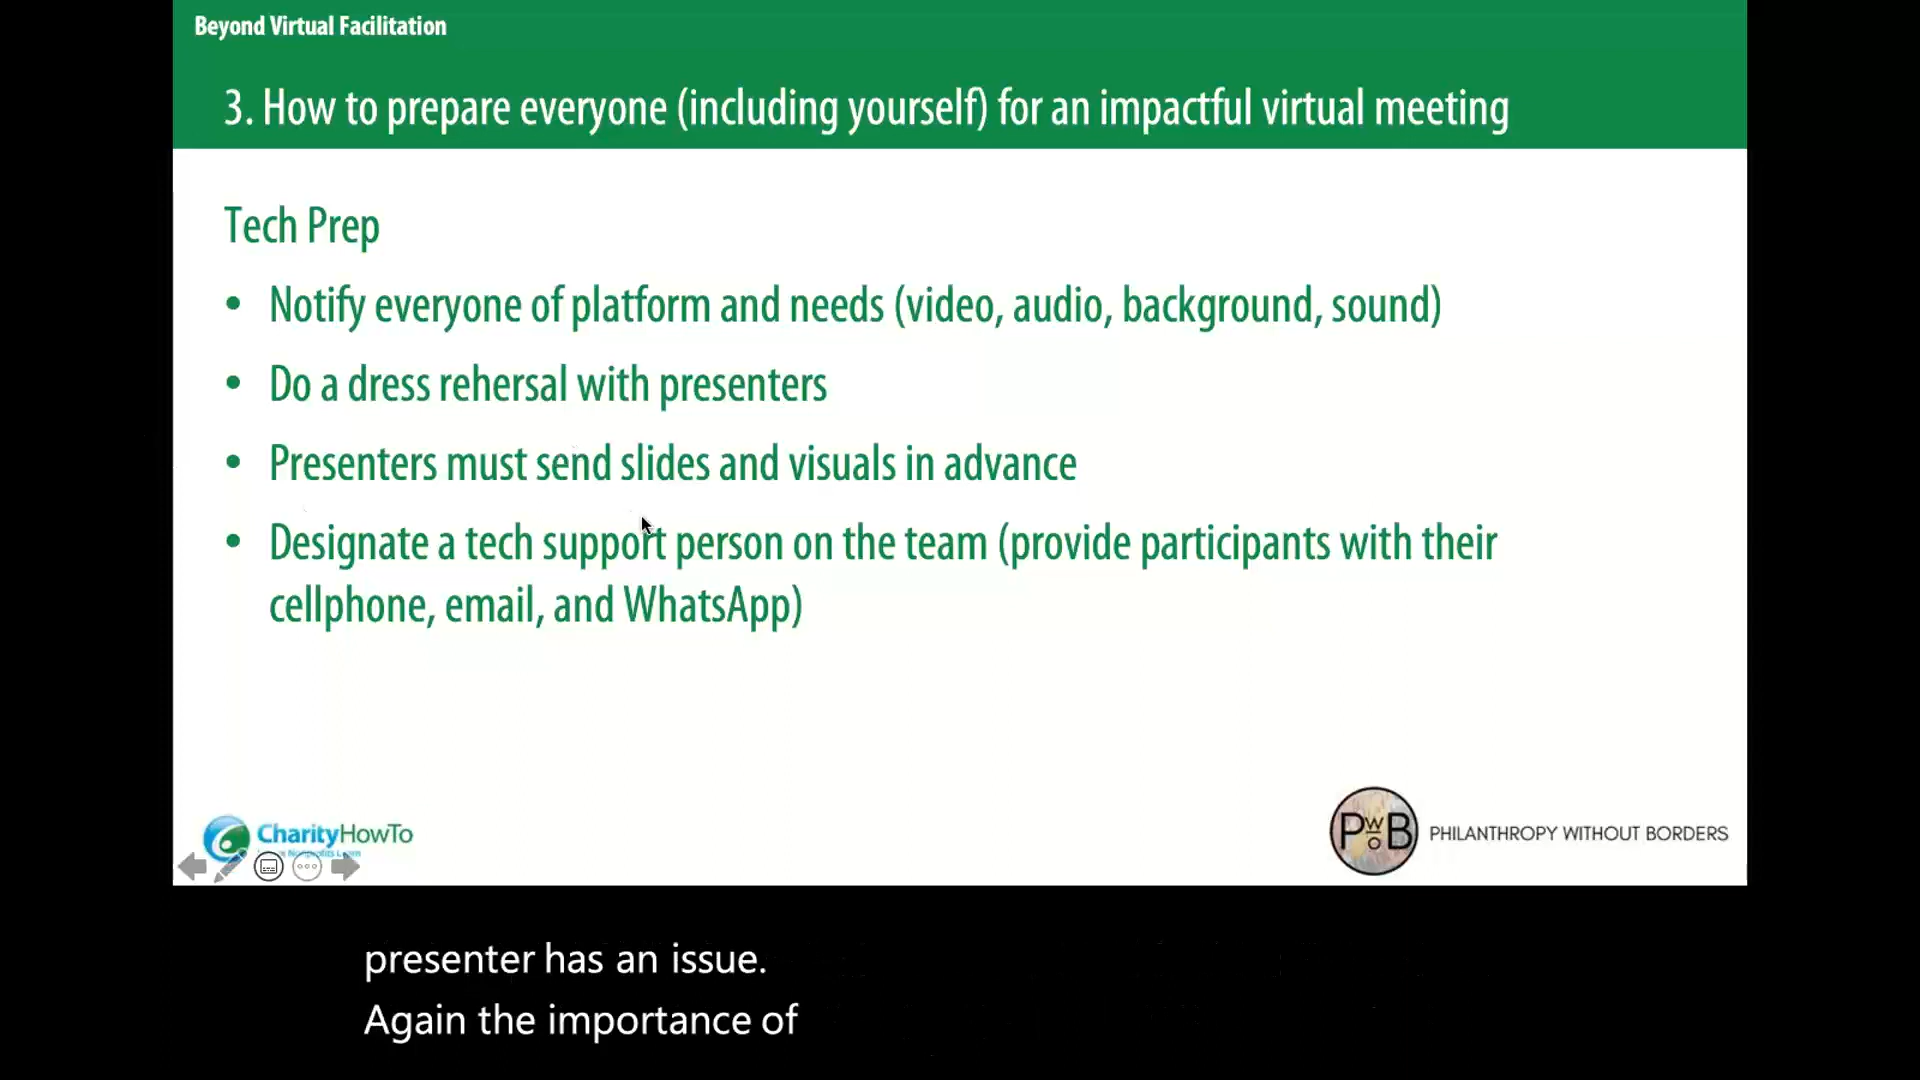 Beyond Virtual Facilitation
3. How to prepare everyone (including yourself) for an impactful virtual meeting
Tech Prep
• Notify everyone of platform and needs (video, audio, background, sound)
• Do a dress rehersal with presenters
• Presenters must send slides and visuals in advance
• Designate a tech support person on the team (provide participants with their
cellphone, email, and WhatsApp)
CharityHowTo
PWoB
PHILANTHROPY WITHOUT BORDERS
presenter has an issue.
Again the importance of